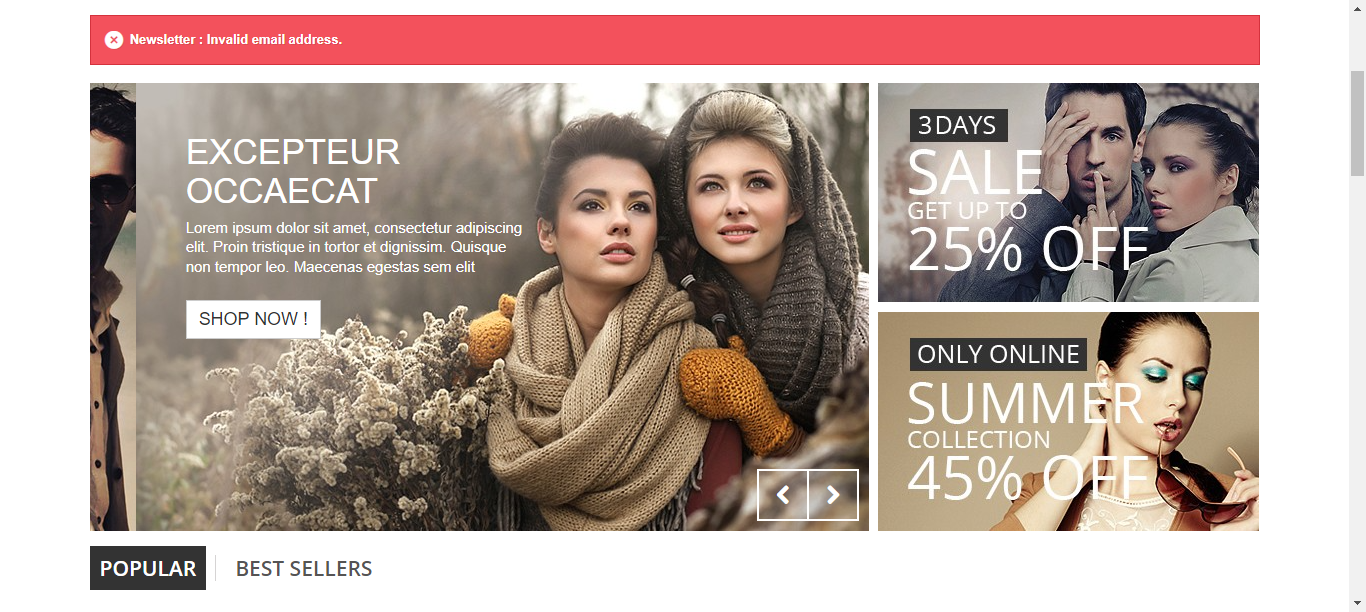 Newsletter : Invalid email address.
EXCEPTEUR
OCCAECAT
Lorem ipsum dolor sit amet, consectetur adipiscing
elit. Proin tristique in tortor et dignissim. Quisque
non tempor leo. Maecenas egestas sem elit
SHOP NOW !
3 DAYS
SALE
GET UP TO
25% OFF
ONLY ONLINE
SUMMER
COLLECTION
45% OFF
POPULAR
BEST SELLERS